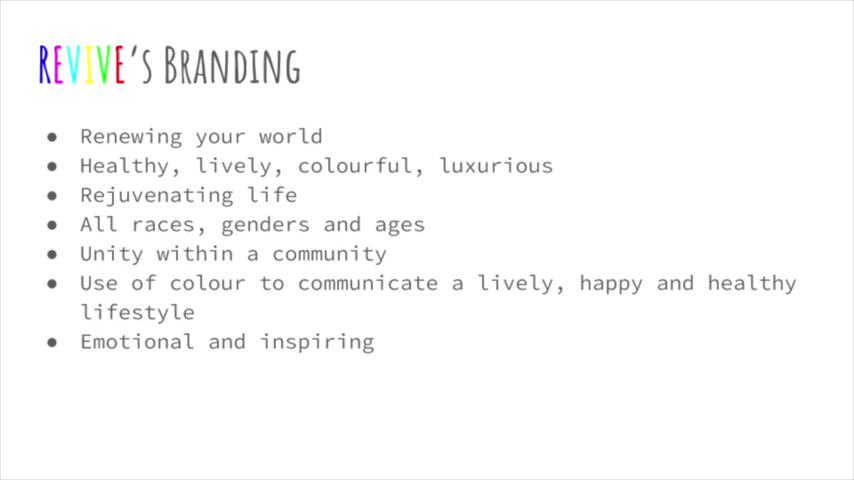 REVIVE's Branding
● Renewing your world
● Healthy, lively, colourful, luxurious
● Rejuvenating life
● All races, genders and ages
● Unity within a community
● Use of colour to communicate a lively, happy and healthy
lifestyle
● Emotional and inspiring